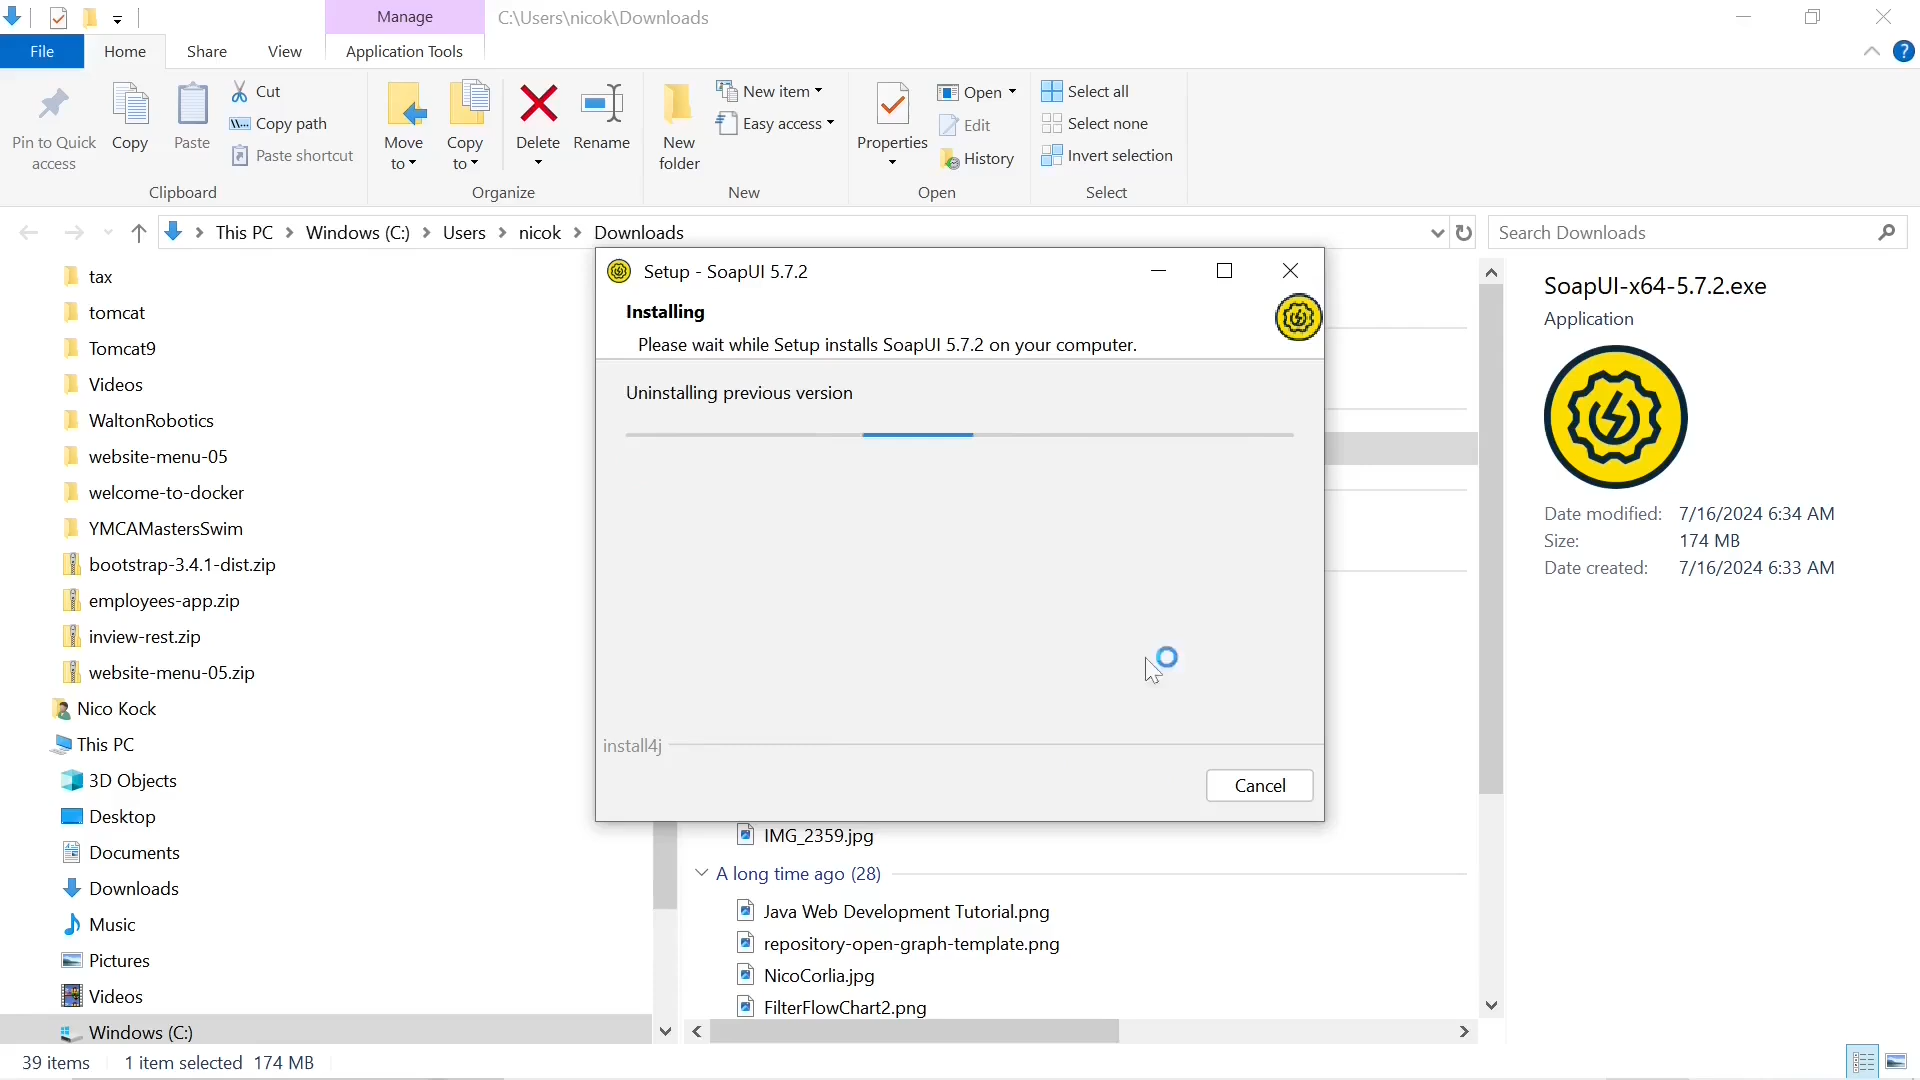 Manage
C:\Users\nicok\Downloads
File
Home
Share
View
Application Tools
Pin to Quick access
Copy
Paste
Cut
Copy path
Paste shortcut
Clipboard
Move to
Copy to
Delete
Rename
Organize
New folder
New item
Easy access
New
Properties
Open
Edit
History
Open
Select all
Select none
Invert selection
Select
This PC
Windows (C:)
Users
nicok
Downloads
Search Downloads
tax
tomcat
Tomcat9
Videos
WaltonRobotics
website-menu-05
welcome-to-docker
YMCAMastersSwim
bootstrap-3.4.1-dist.zip
employees-app.zip
inview-rest.zip
website-menu-05.zip
Nico Kock
This PC
3D Objects
Desktop
Documents
Downloads
Music
Pictures
Videos
Windows (C:)
Setup - SoapUI 5.7.2
Installing
Please wait while Setup installs SoapUI 5.7.2 on your computer.
Uninstalling previous version
install4j
Cancel
IMG_2359.jpg
A long time ago (28)
Java Web Development Tutorial.png
repository-open-graph-template.png
NicoCorlia.jpg
FilterFlowChart2.png
SoapUI-x64-5.7.2.exe
Application
Date modified: 7/16/2024 6:34 AM
Size: 174 MB
Date created: 7/16/2024 6:33 AM
39 items
1 item selected 174 MB